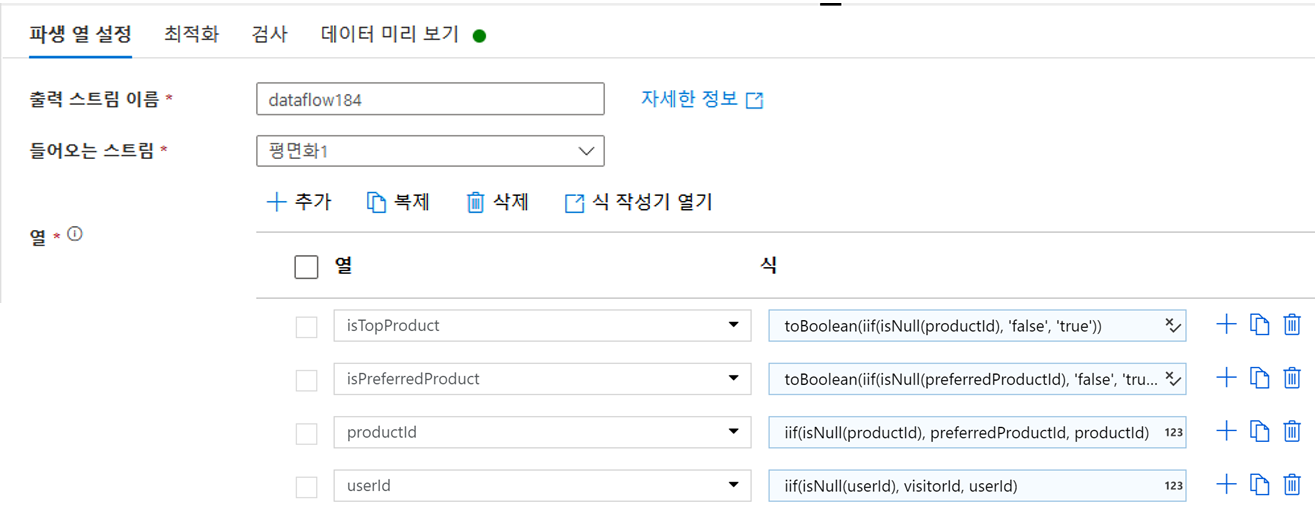 파생 열 설정 최적화 검사 데이터 미리 보기
출력 스트림 이름 * dataflow184 자세한 정보
들어오는 스트림 * 평면화1
추가 복제 삭제 식 작성기 열기
열 *
열 식
isTopProduct toBoolean(iif(isNull(productId), 'false', 'true'))
isPreferredProduct toBoolean(iif(isNull(preferredProductId), 'false', 'tru...
productId iif(isNull(productId), preferredProductId, productId) 123
userId iif(isNull(userId), visitorId, userId) 123